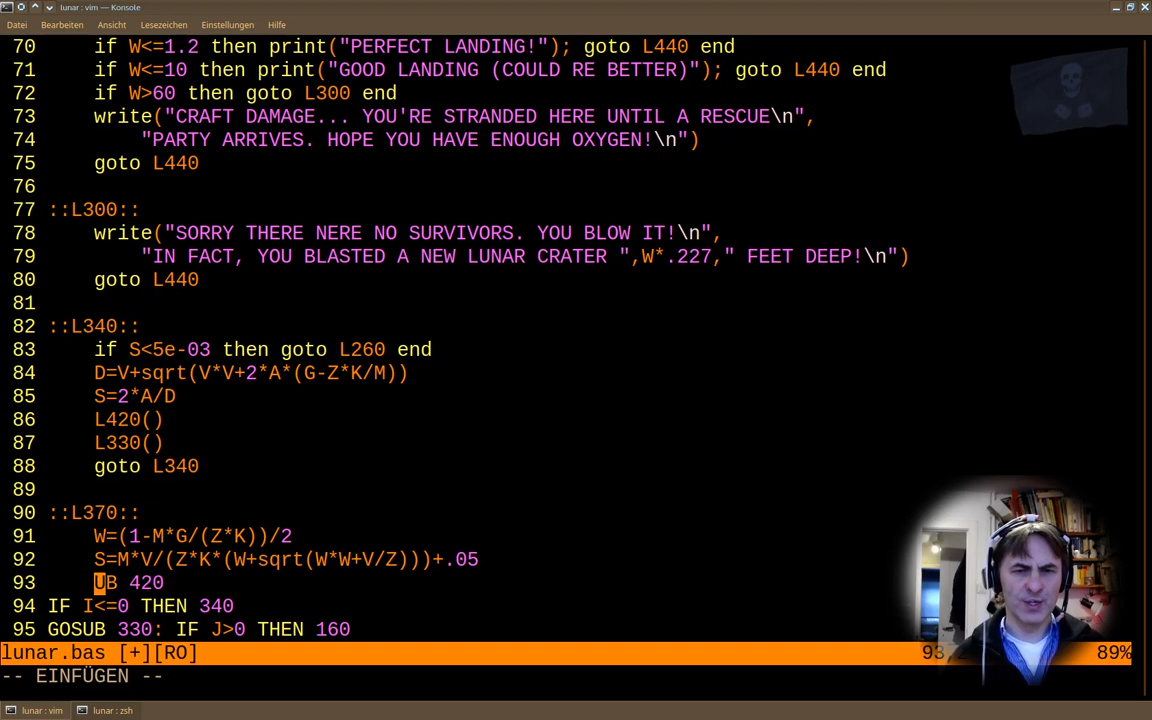 lunar : vim — Konsole
Datei Bearbeiten Ansicht Lesezeichen Einstellungen Hilfe
70 if W<=1.2 then print("PERFECT LANDING!"); goto L440 end
71 if W<=10 then print("GOOD LANDING (COULD RE BETTER)"); goto L440 end
72 if W>60 then goto L300 end
73 write("CRAFT DAMAGE... YOU'RE STRANDED HERE UNTIL A RESCUE\n",
74 "PARTY ARRIVES. HOPE YOU HAVE ENOUGH OXYGEN!\n")
75 goto L440
76
77 ::L300::
78 write("SORRY THERE NERE NO SURVIVORS. YOU BLOW IT!\n",
79 "IN FACT, YOU BLASTED A NEW LUNAR CRATER ",W*.227," FEET DEEP!\n")
80 goto L440
81
82 ::L340::
83 if S<5e-03 then goto L260 end
84 D=V+sqrt(V*V+2*A*(G-Z*K/M))
85 S=2*A/D
86 L420()
87 L330()
88 goto L340
89
90 ::L370::
91 W=(1-M*G/(Z*K))/2
92 S=M*V/(Z*K*(W+sqrt(W*W+V/Z)))+.05
93 UB 420
94 IF I<=0 THEN 340
95 GOSUB 330: IF J>0 THEN 160
lunar.bas [+][RO] 89%
-- EINFÜGEN --
lunar : vim lunar : zsh